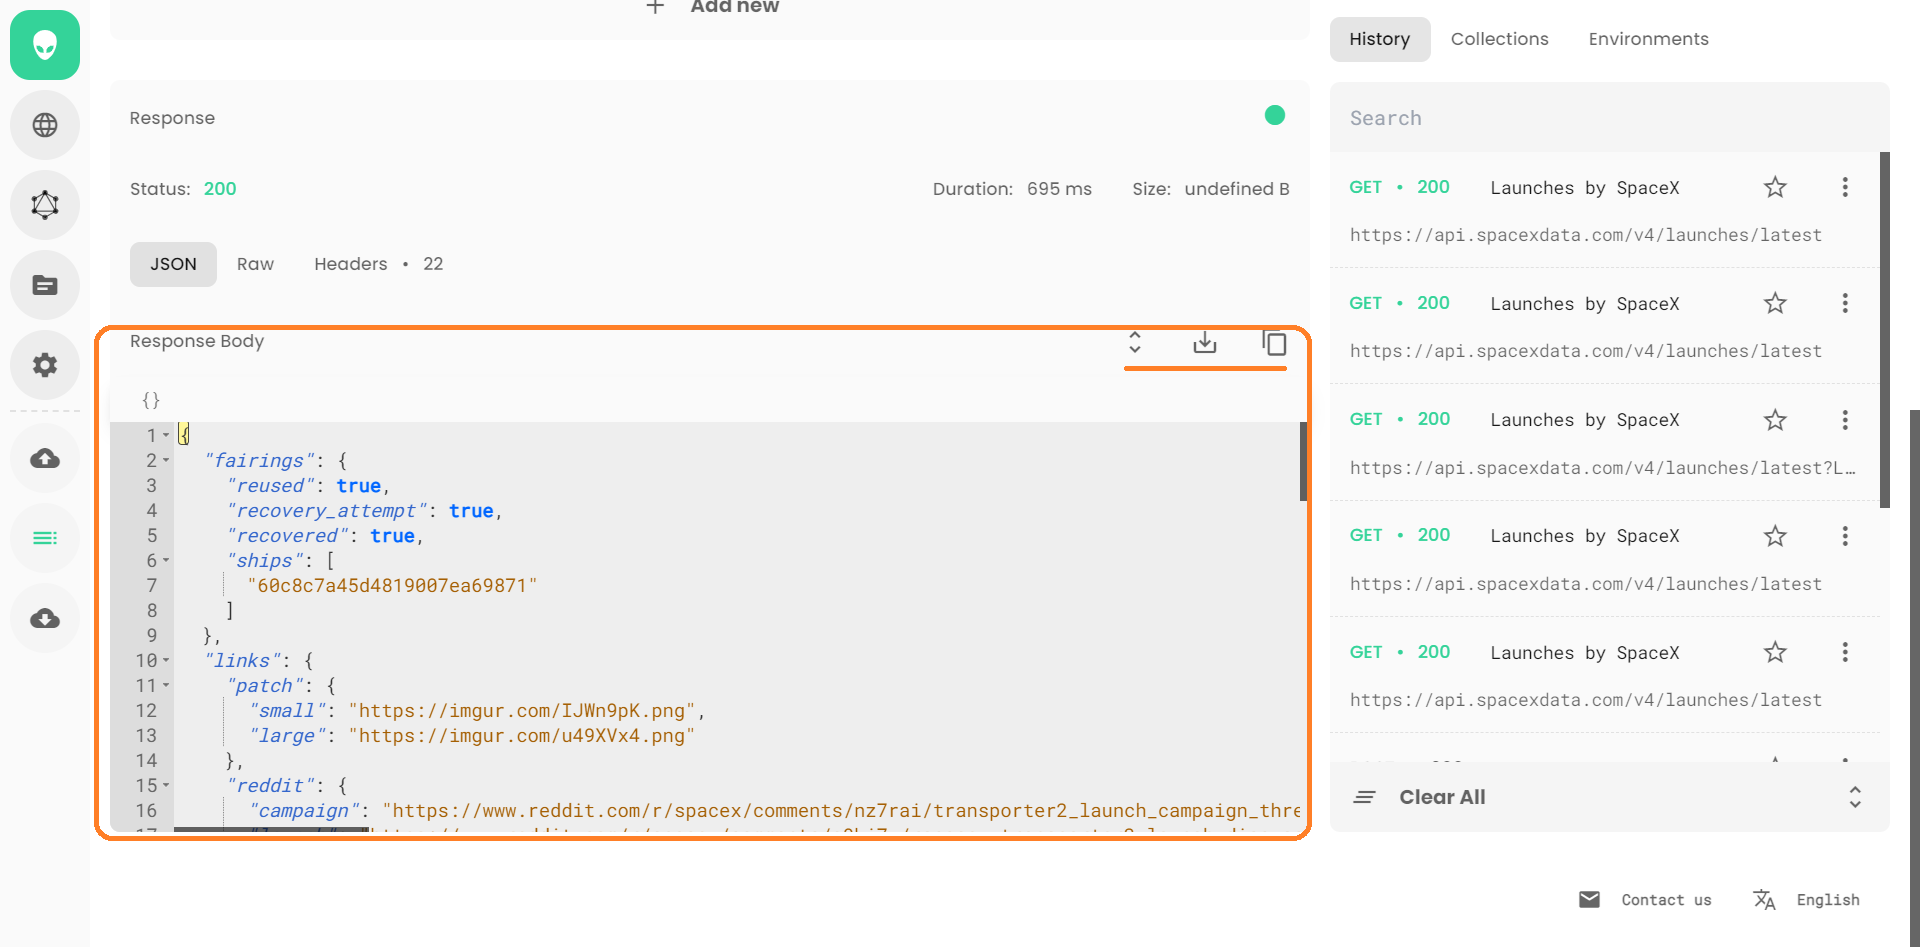 Add new
Response
Status: 200
Duration: 695 ms Size: undefined B
JSON Raw Headers • 22
Response Body
{}
1 {
2 "fairings": {
3 "reused": true,
4 "recovery_attempt": true,
5 "recovered": true,
6 "ships": [
7 "60c8c7a45d4819007ea69871"
8 ]
9 },
10 "links": {
11 "patch": {
12 "small": "https://imgur.com/IJWn9pK.png",
13 "large": "https://imgur.com/u49XVx4.png"
14 },
15 "reddit": {
16 "campaign": "https://www.reddit.com/r/spacex/comments/nz7rai/transporter2_launch_campaign_thre
History Collections Environments
Search
GET • 200 Launches by SpaceX
https://api.spacexdata.com/v4/launches/latest
GET • 200 Launches by SpaceX
https://api.spacexdata.com/v4/launches/latest
GET • 200 Launches by SpaceX
https://api.spacexdata.com/v4/launches/latest?L…
GET • 200 Launches by SpaceX
https://api.spacexdata.com/v4/launches/latest
GET • 200 Launches by SpaceX
https://api.spacexdata.com/v4/launches/latest
Clear All
Contact us English